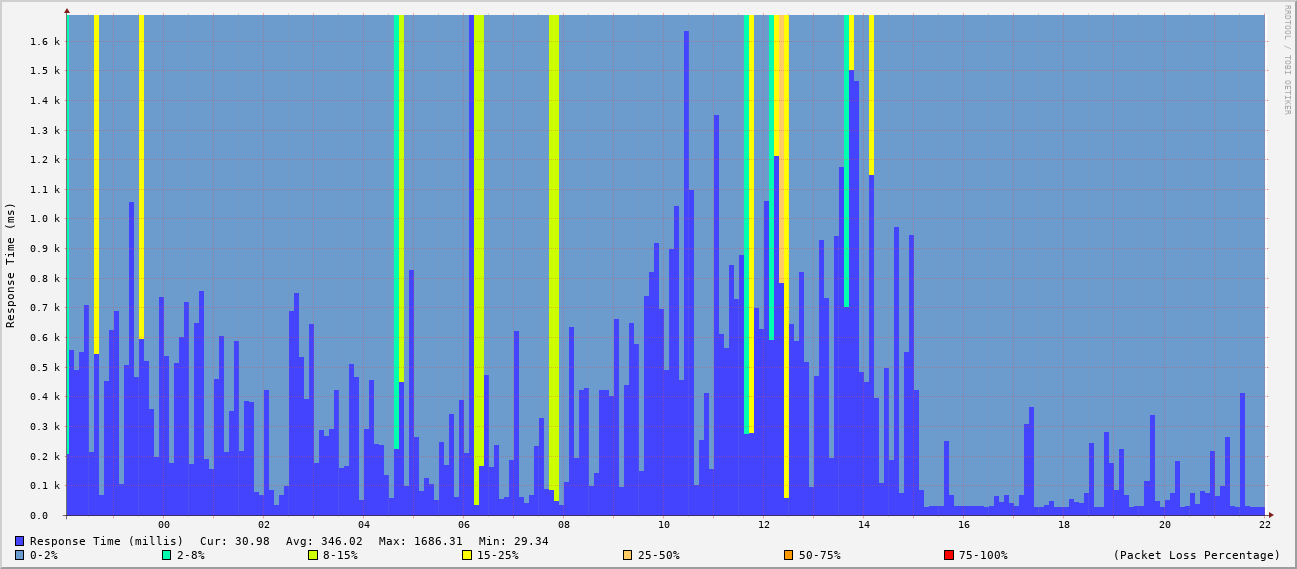 RRDTOOL / TOBI OETIKER
Response Time (ms)
1.6 k
1.5 k
1.4 k
1.3 k
1.2 k
1.1 k
1.0 k
0.9 k
0.8 k
0.7 k
0.6 k
0.5 k
0.4 k
0.3 k
0.2 k
0.1 k
0.0
00 02 04 06 08 10 12 14 16 18 20 22
Response Time (millis) Cur: 30.98 Avg: 346.02 Max: 1686.31 Min: 29.34
0-2% 2-8% 8-15% 15-25% 25-50% 50-75% 75-100% (Packet Loss Percentage)